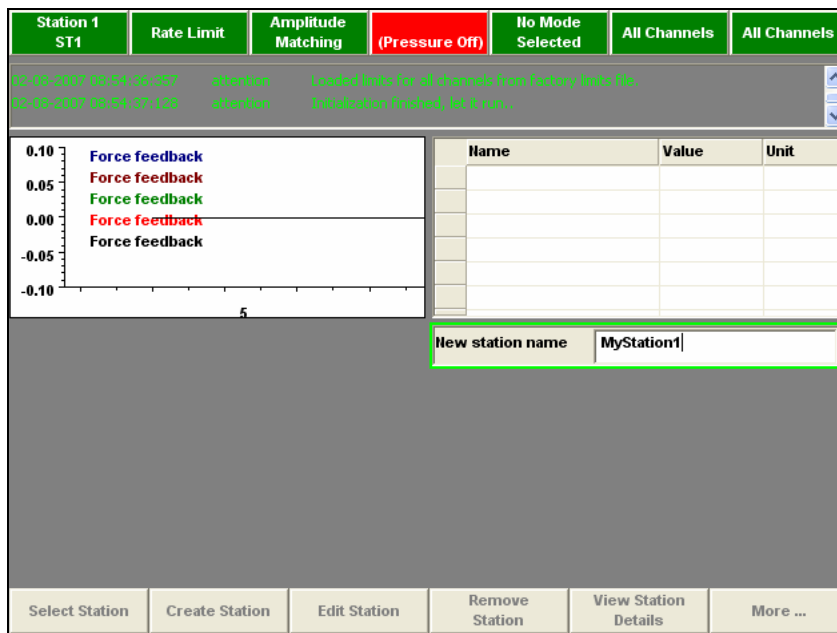 Station 1
ST1
Rate Limit
Amplitude
Matching
(Pressure Off)
No Mode
Selected
All Channels
All Channels
02-08-2007 08:54:36:357 attention Loaded limits for all channels from factory limits file.
02-08-2007 08:54:37:128 attention Initialization finished, let it run..
0.10
0.05
0.00
-0.05
-0.10
Force feedback
Force feedback
Force feedback
Force feedback
Force feedback
5
Name Value Unit
New station name MyStation1
Select Station
Create Station
Edit Station
Remove
Station
View Station
Details
More ...